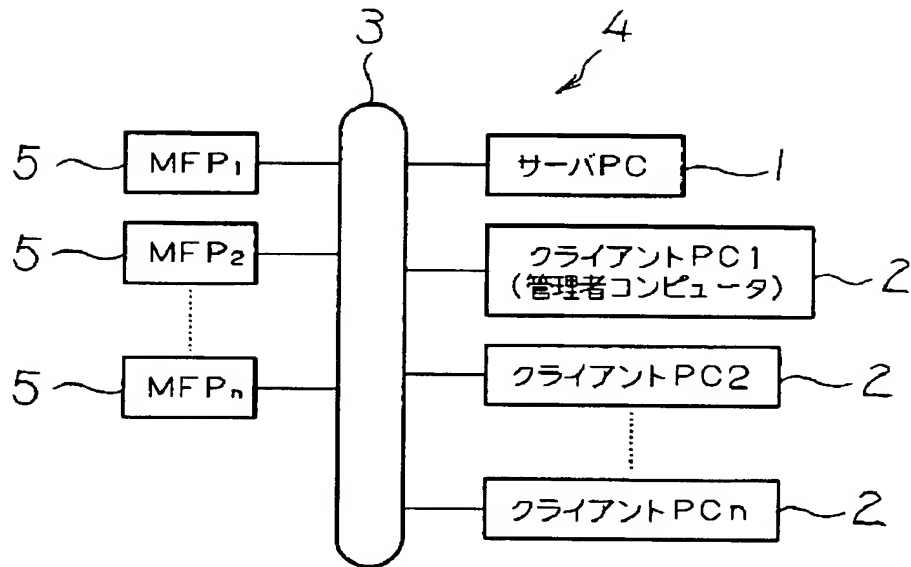 3
4
5 MFP₁ サーバPC 1
5 MFP₂ クライアントPC1
(管理者コンピュータ) 2
5 MFPₙ クライアントPC2 2
クライアントPCn 2